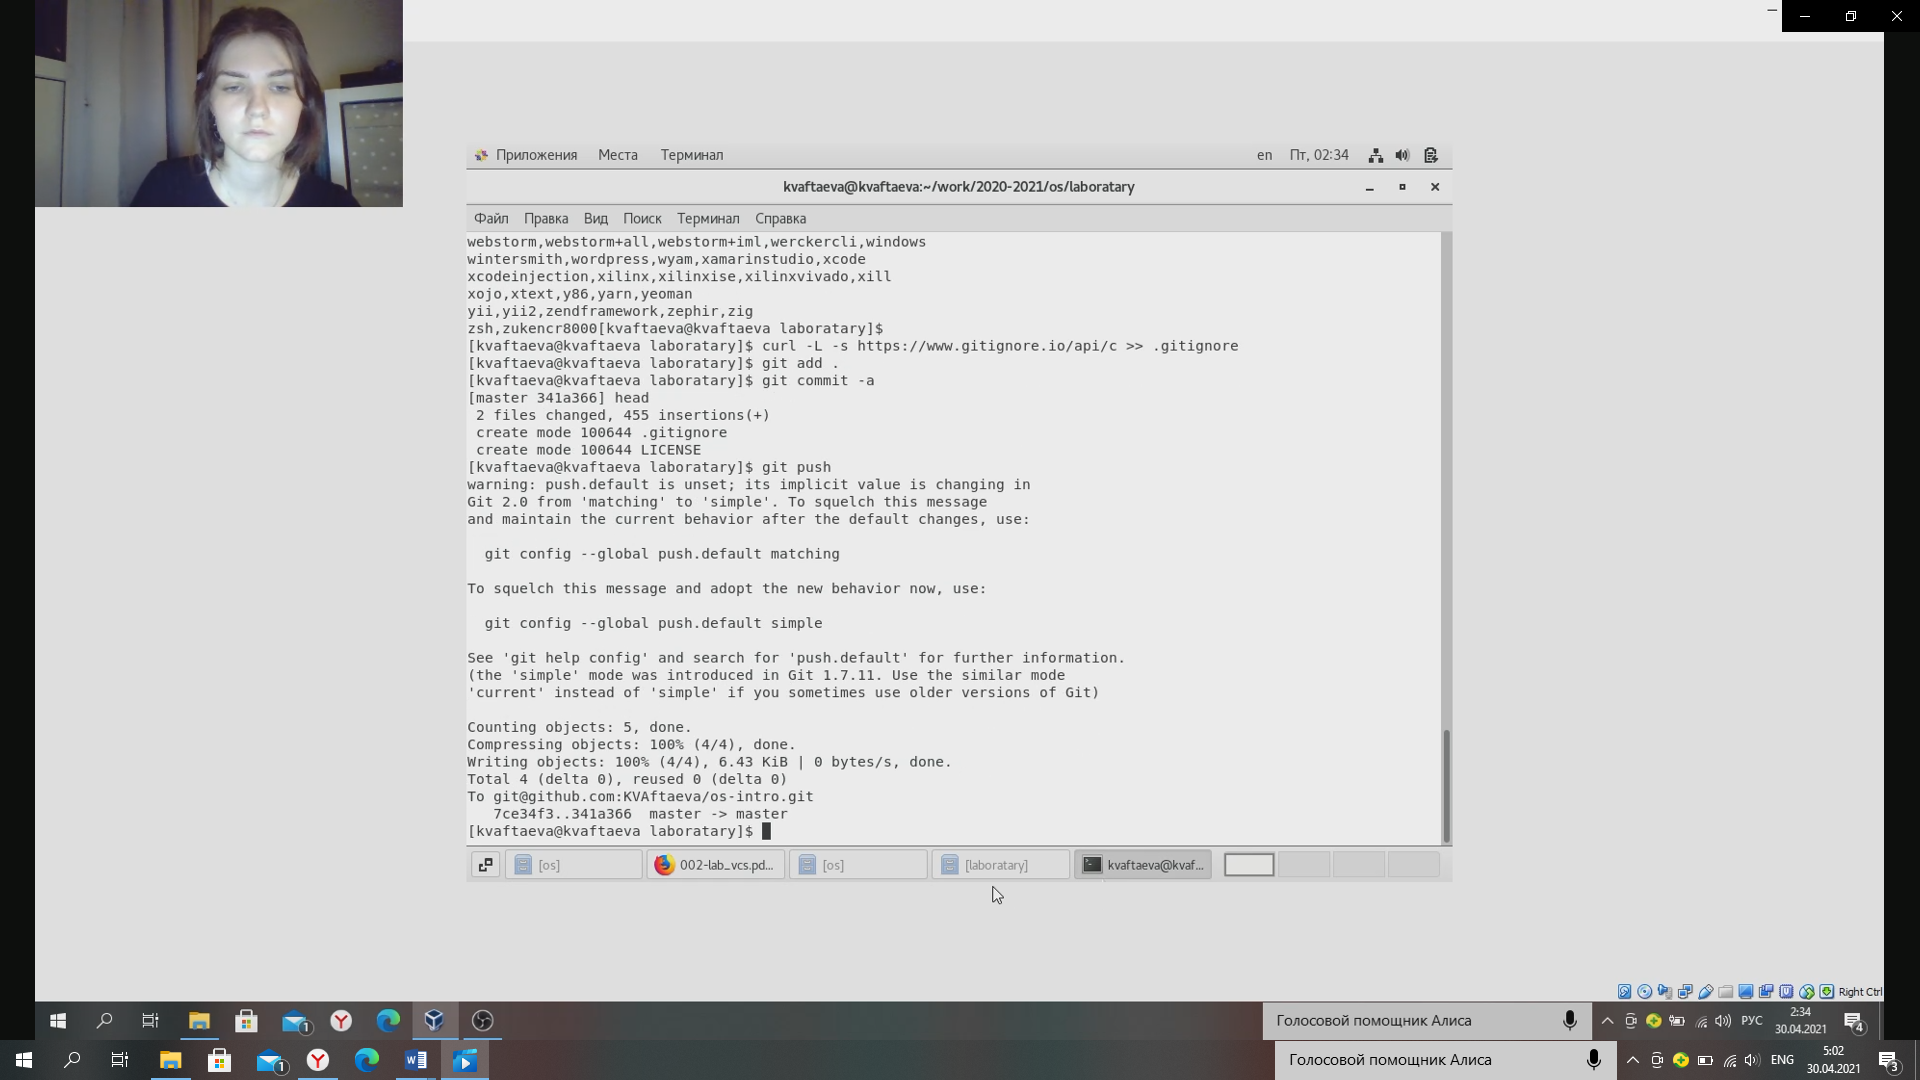 Приложения Места Терминал en Пт, 02:34
kvaftaeva@kvaftaeva:~/work/2020-2021/os/laboratary
Файл Правка Вид Поиск Терминал Справка
webstorm,webstorm+all,webstorm+iml,werckercli,windows
wintersmith,wordpress,wyam,xamarinstudio,xcode
xcodeinjection,xilinx,xilinxise,xilinxvivado,xill
xojo,xtext,y86,yarn,yeoman
yii,yii2,zendframework,zephir,zig
zsh,zukencr8000[kvaftaeva@kvaftaeva laboratary]$
[kvaftaeva@kvaftaeva laboratary]$ curl -L -s https://www.gitignore.io/api/c >> .gitignore
[kvaftaeva@kvaftaeva laboratary]$ git add .
[kvaftaeva@kvaftaeva laboratary]$ git commit -a
[master 341a366] head
2 files changed, 455 insertions(+)
create mode 100644 .gitignore
create mode 100644 LICENSE
[kvaftaeva@kvaftaeva laboratary]$ git push
warning: push.default is unset; its implicit value is changing in
Git 2.0 from 'matching' to 'simple'. To squelch this message
and maintain the current behavior after the default changes, use:
git config --global push.default matching
To squelch this message and adopt the new behavior now, use:
git config --global push.default simple
See 'git help config' and search for 'push.default' for further information.
(the 'simple' mode was introduced in Git 1.7.11. Use the similar mode
'current' instead of 'simple' if you sometimes use older versions of Git)
Counting objects: 5, done.
Compressing objects: 100% (4/4), done.
Writing objects: 100% (4/4), 6.43 KiB | 0 bytes/s, done.
Total 4 (delta 0), reused 0 (delta 0)
To git@github.com:KVAftaeva/os-intro.git
7ce34f3..341a366 master -> master
[kvaftaeva@kvaftaeva laboratary]$
[os] 002-lab_vcs.pd... [os] [laboratary] kvaftaeva@kvaf...
Right Ctrl
1 Голосовой помощник Алиса РУС 2:34 4
30.04.2021
1 Голосовой помощник Алиса ENG 5:02 3
30.04.2021